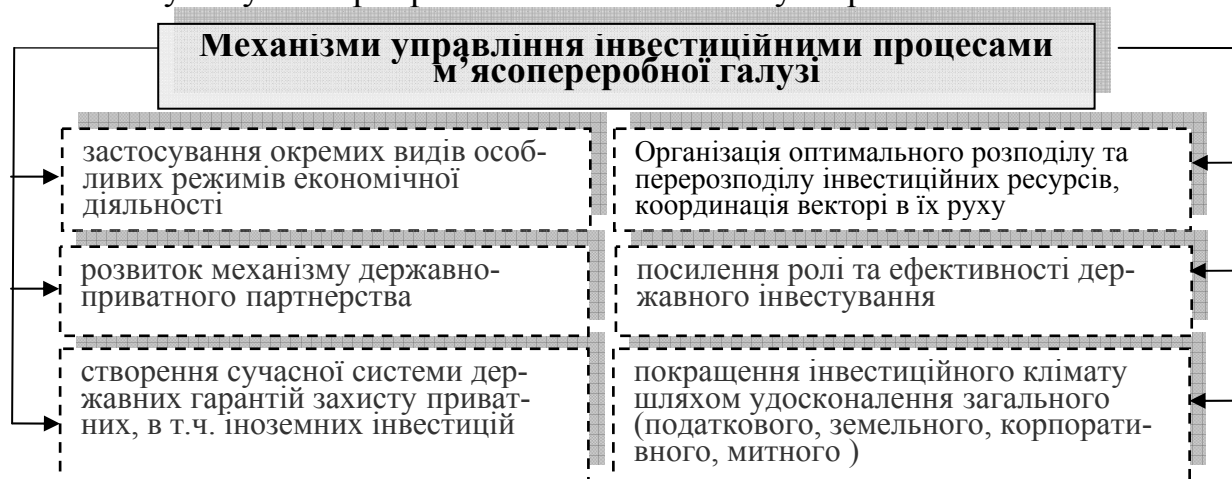 Механізми управління інвестиційними процесами
м’ясопереробної галузі
застосування окремих видів особ-
ливих режимів економічної
діяльності
розвиток механізму державно-
приватного партнерства
створення сучасної системи дер-
жавних гарантій захисту приват-
них, в т.ч. іноземних інвестицій
Організація оптимального розподілу та
перерозподілу інвестиційних ресурсів,
координація векторі в їх руху
посилення ролі та ефективності дер-
жавного інвестування
покращення інвестиційного клімату
шляхом удосконалення загального
(податкового, земельного, корпорати-
вного, митного )